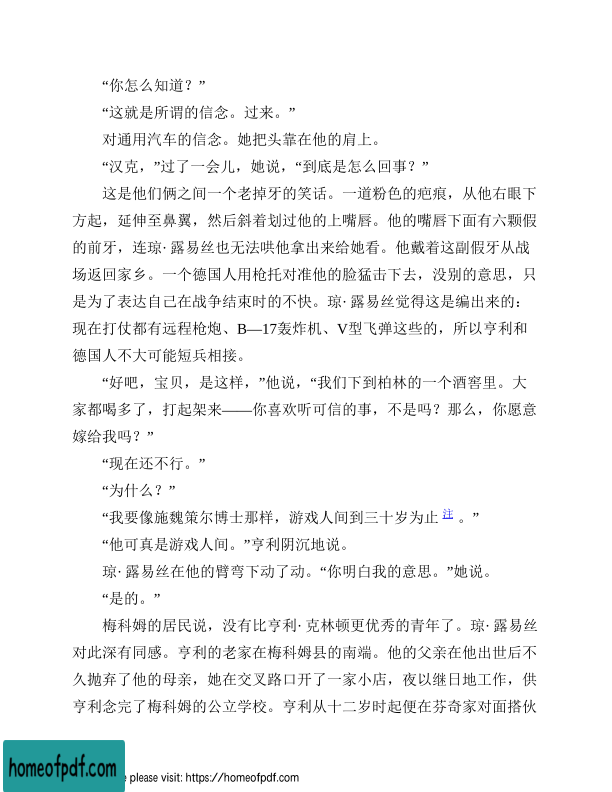 “你怎么知道？”
“这就是所谓的信念。过来。”
对通用汽车的信念。她把头靠在他的肩上。
“汉克，”过了一会儿，她说，“到底是怎么回事？”
这是他们俩之间一个老掉牙的笑话。一道粉色的疤痕，从他右眼下
方起，延伸至鼻翼，然后斜着划过他的上嘴唇。他的嘴唇下面有六颗假
的前牙，连琼· 露易丝也无法哄他拿出来给她看。他戴着这副假牙从战
场返回家乡。一个德国人用枪托对准他的脸猛击下去，没别的意思，只
是为了表达自己在战争结束时的不快。琼· 露易丝觉得这是编出来的：
现在打仗都有远程枪炮、B—17轰炸机、V型飞弹这些的，所以亨利和
德国人不大可能短兵相接。
“好吧，宝贝，是这样，”他说，“我们下到柏林的一个酒窖里。大
家都喝多了，打起架来——你喜欢听可信的事，不是吗？那么，你愿意
嫁给我吗？”
“现在还不行。”
“为什么？”
“我要像施魏策尔博士那样，游戏人间到三十岁为止 注 。”
“他可真是游戏人间。”亨利阴沉地说。
琼· 露易丝在他的臂弯下动了动。“你明白我的意思。”她说。
“是的。”
梅科姆的居民说，没有比亨利· 克林顿更优秀的青年了。琼· 露易丝
对此深有同感。亨利的老家在梅科姆县的南端。他的父亲在他出世后不
久抛弃了他的母亲，她在交叉路口开了一家小店，夜以继日地工作，供
亨利念完了梅科姆的公立学校。亨利从十二岁时起便在芬奇家对面搭伙
homeofpdf.com
e please visit: https://homeofpdf.com